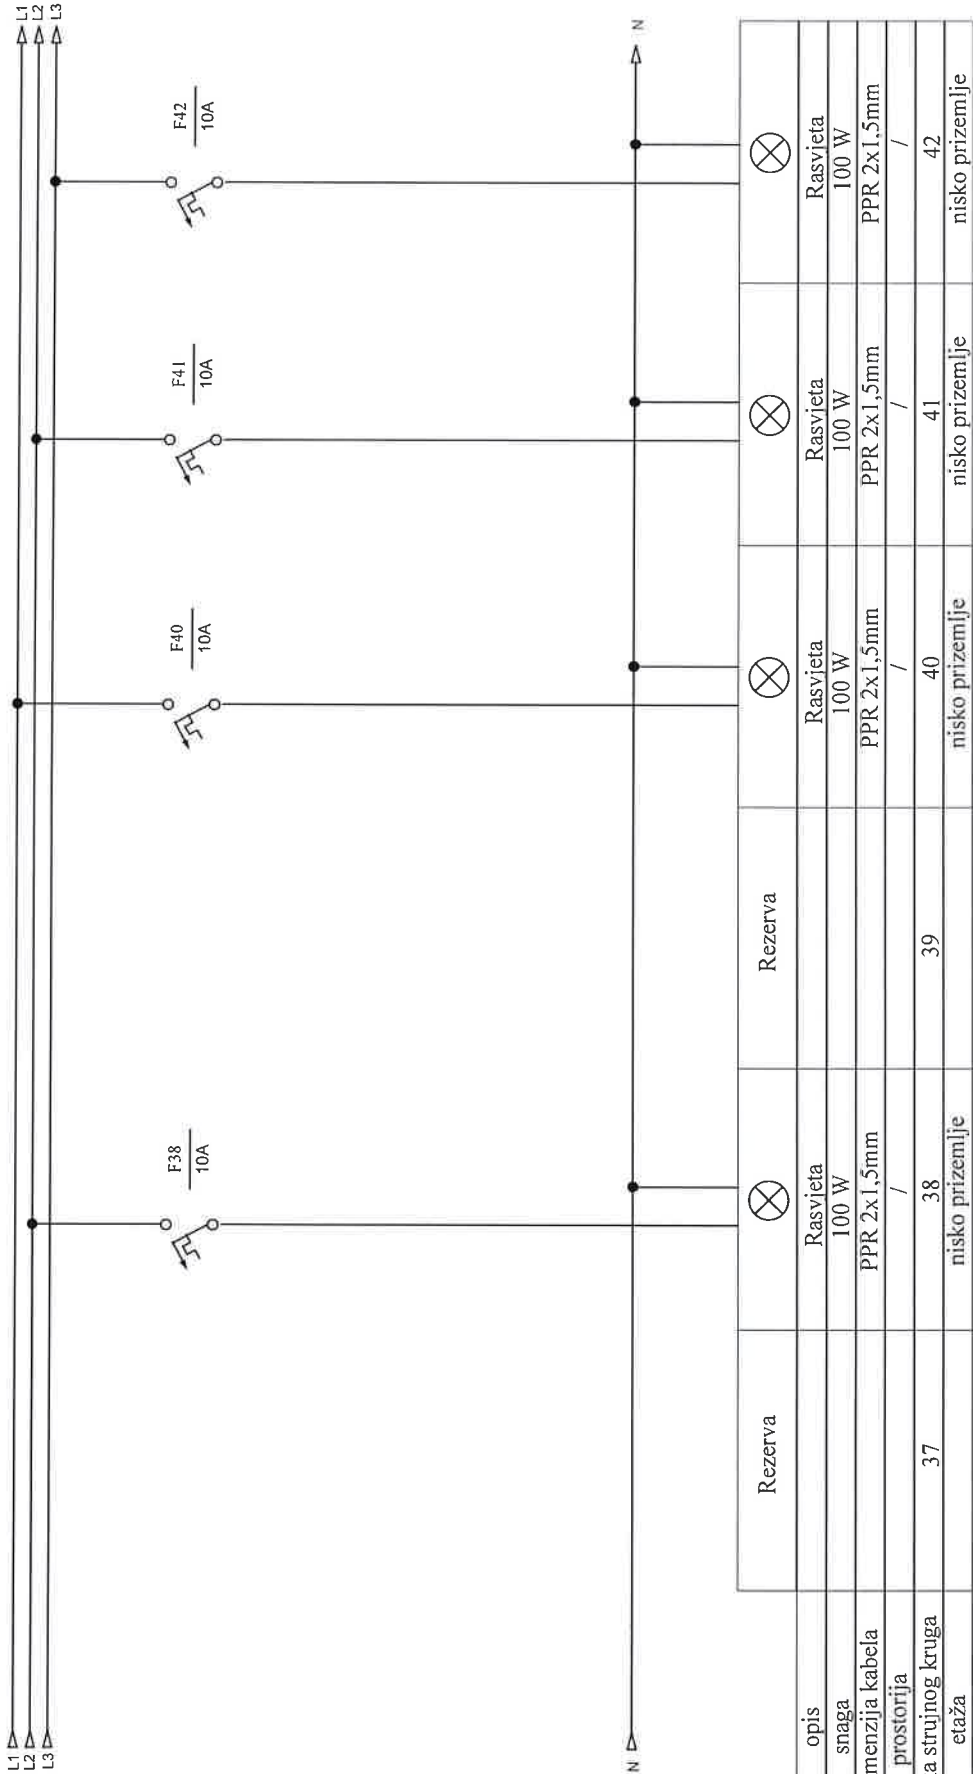 L1
L2
L3
L1
L2
L3
F38
10A
F40
10A
F41
10A
F42
10A
N
N
Rezerva
Rezerva
opis Rasvjeta Rasvjeta Rasvjeta Rasvjeta
snaga 100 W 100 W 100 W 100 W
menzija kabela PPR 2x1,5mm PPR 2x1,5mm PPR 2x1,5mm PPR 2x1,5mm
prostorija / / / /
a strujnog kruga 37 38 39 40 41 42
etaža nisko prizemlje nisko prizemlje nisko prizemlje nisko prizemlje